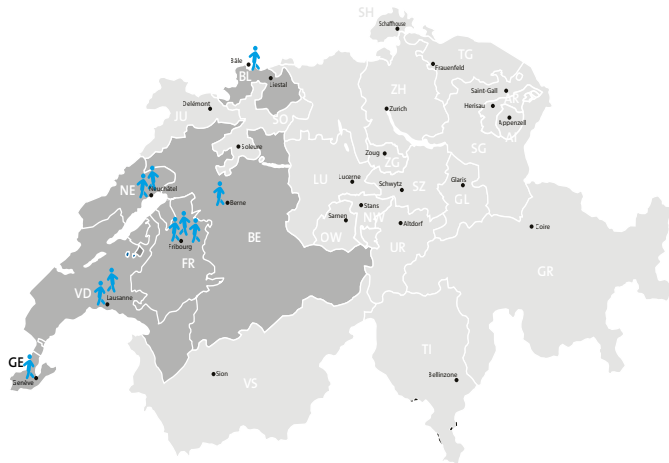 SH
Schaffhouse
TG
Bâle
Frauenfeld
BL
Liestal
ZH
Saint-Gall
Delémont
Zurich
Herisau
AR
JU
SO
Appenzell
AI
Soleure
SG
Zoug
ZG
LU
Lucerne
Schwytz
SZ
Glaris
NE
Neuchâtel
GL
Berne
Stans
Sarnen
NW
Altdorf
Coire
BE
OW
UR
Fribourg
FR
GR
VD
Lausanne
TI
GE
Genève
Sion
VS
Bellinzone